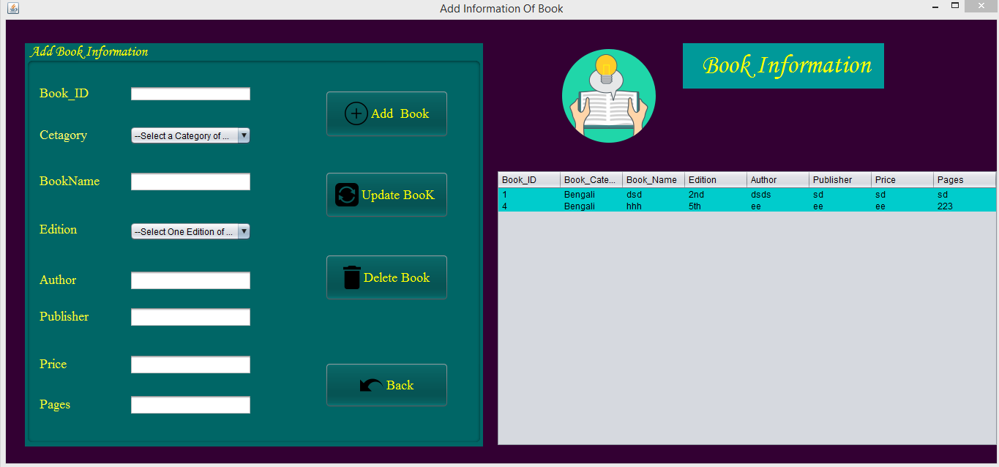 Add Information Of Book
Add Book Information
Book_ID
Cetagory
--Select a Category of ...
BookName
Edition
--Select One Edition of ...
Author
Publisher
Price
Pages
Add  Book
Update BooK
Delete Book
Back
Book Information
Book_ID Book_Cate... Book_Name Edition Author Publisher Price Pages
1 Bengali dsd 2nd dsds sd sd sd
4 Bengali hhh 5th ee ee ee 223